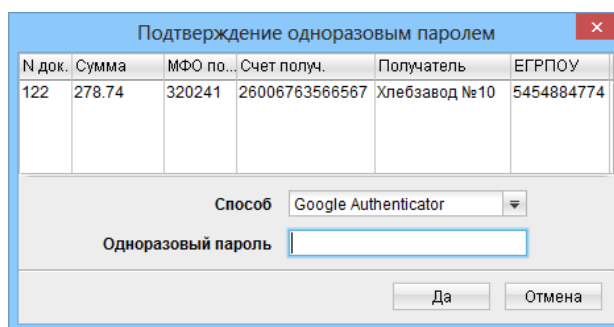 Подтверждение одноразовым паролем
N док. Сумма МФО по... Счет получ. Получатель ЕГРПОУ
122 278.74 320241 26006763566567 Хлебзавод №10 5454884774
Способ Google Authenticator
Одноразовый пароль
Да Отмена